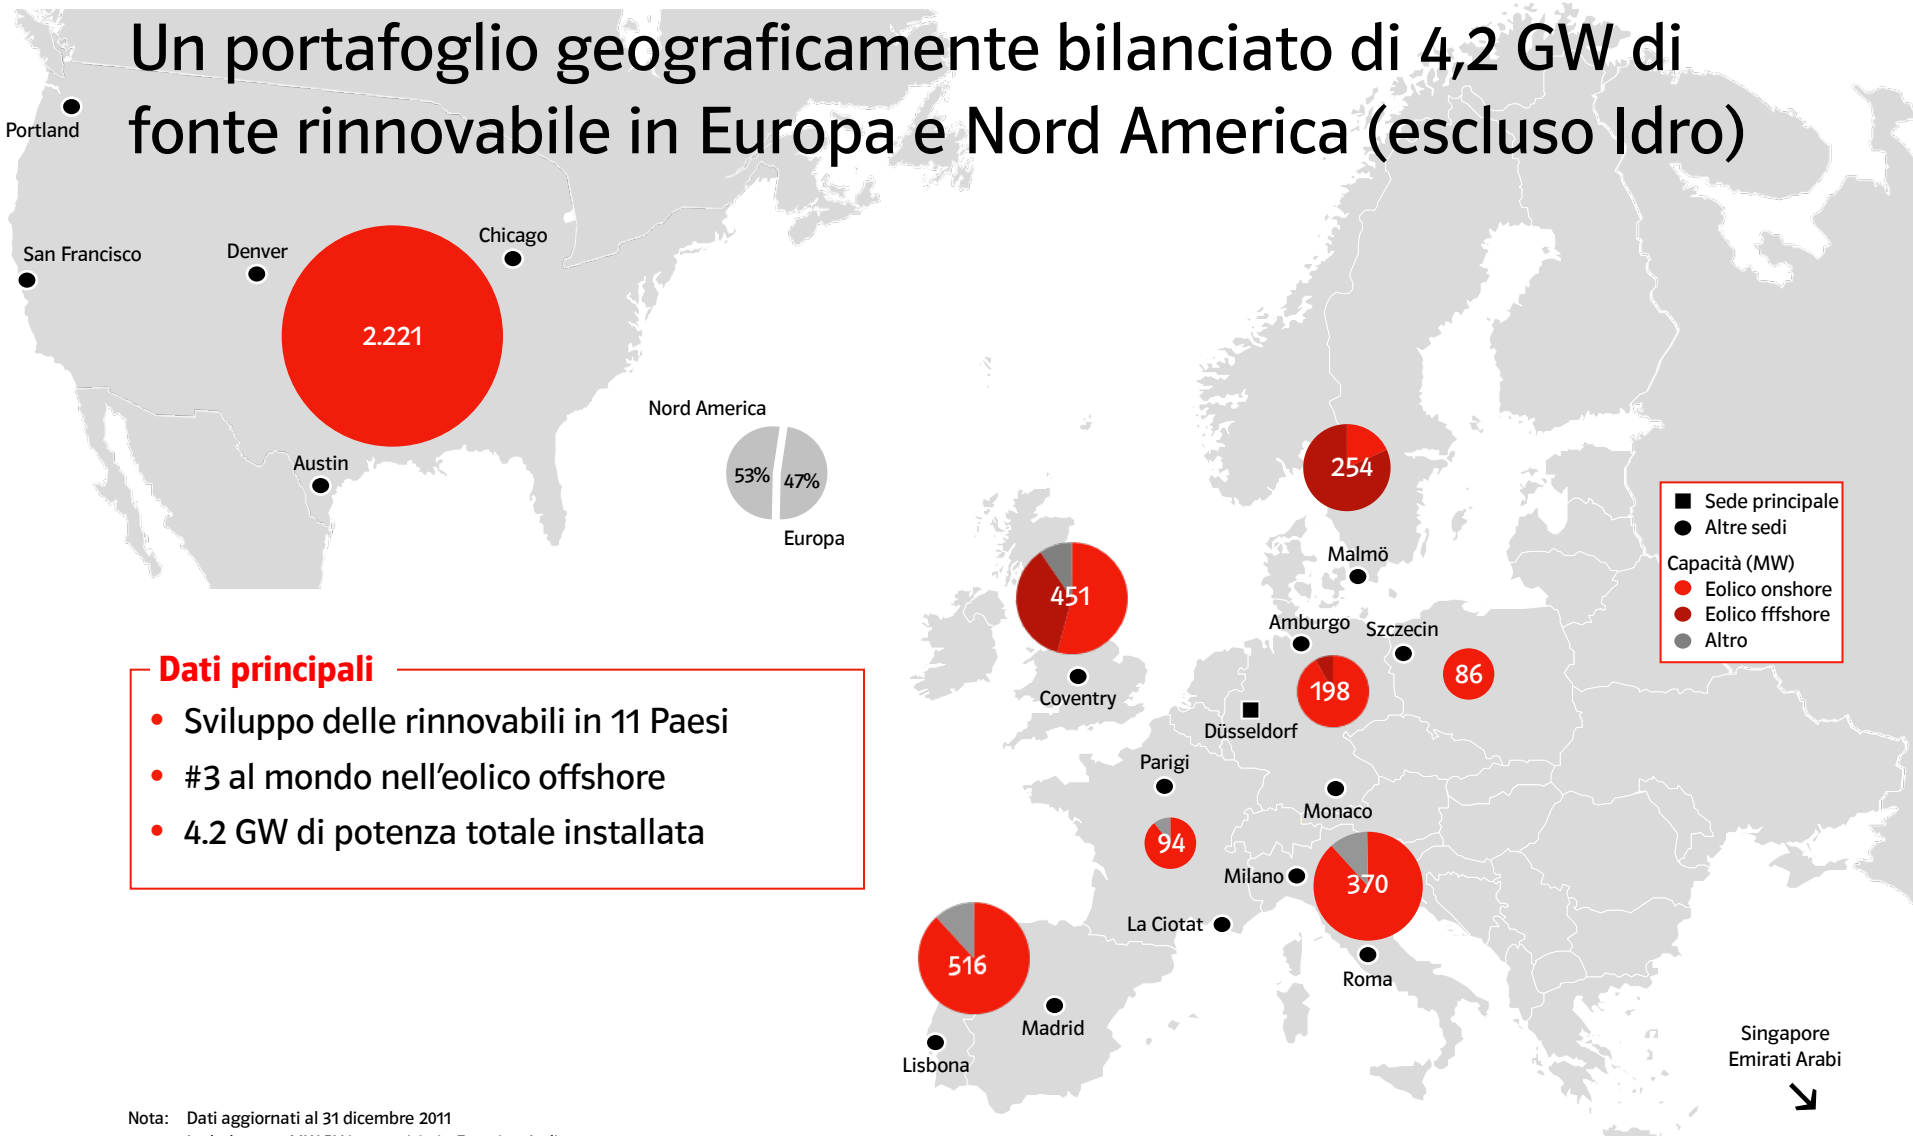 Un portafoglio geograficamente bilanciato di 4,2 GW di
fonte rinnovabile in Europa e Nord America (escluso Idro)
Portland
San Francisco
Denver
Chicago
2.221
Austin
Nord America
53%
47%
Europa
254
Malmö
451
Coventry
Amburgo
Szczecin
198
86
Düsseldorf
Parigi
Monaco
94
Milano
370
La Ciotat
Roma
516
Madrid
Lisbona
Sede principale
Altre sedi
Capacità (MW)
Eolico onshore
Eolico fffshore
Altro
Dati principali
• Sviluppo delle rinnovabili in 11 Paesi
• #3 al mondo nell'eolico offshore
• 4.2 GW di potenza totale installata
Singapore
Emirati Arabi
Nota: Dati aggiornati al 31 dicembre 2011